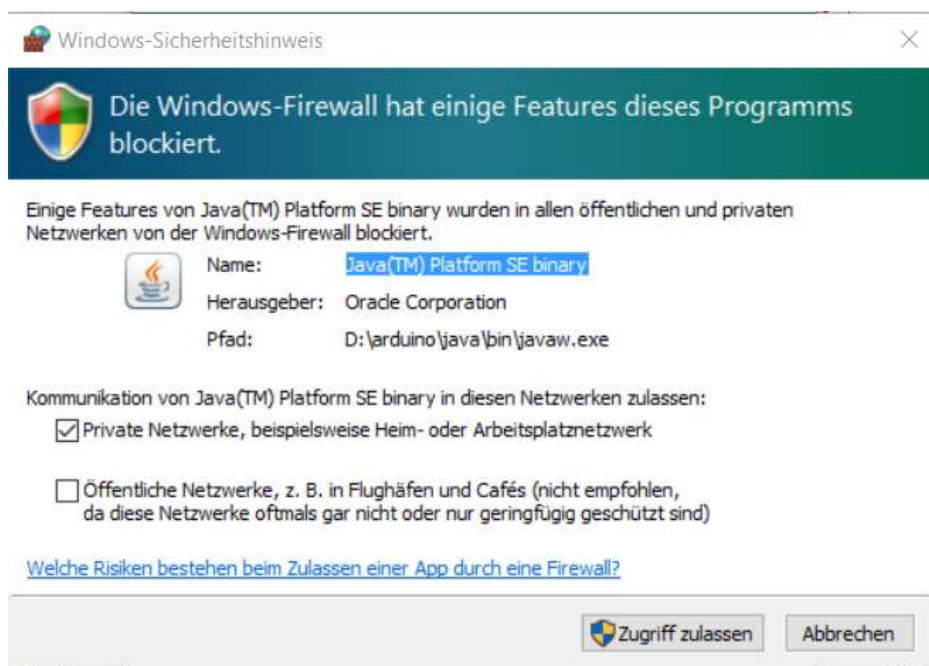 Windows-Sicherheitshinweis
Die Windows-Firewall hat einige Features dieses Programms
blockiert.
Einige Features von Java(TM) Platform SE binary wurden in allen öffentlichen und privaten
Netzwerken von der Windows-Firewall blockiert.
Name: Java(TM) Platform SE binary
Herausgeber: Oracle Corporation
Pfad: D:\arduino\java\bin\javaw.exe
Kommunikation von Java(TM) Platform SE binary in diesen Netzwerken zulassen:
Private Netzwerke, beispielsweise Heim- oder Arbeitsplatznetzwerk
Öffentliche Netzwerke, z. B. in Flughäfen und Cafés (nicht empfohlen,
da diese Netzwerke oftmals gar nicht oder nur geringfügig geschützt sind)
Welche Risiken bestehen beim Zulassen einer App durch eine Firewall?
Zugriff zulassen Abbrechen